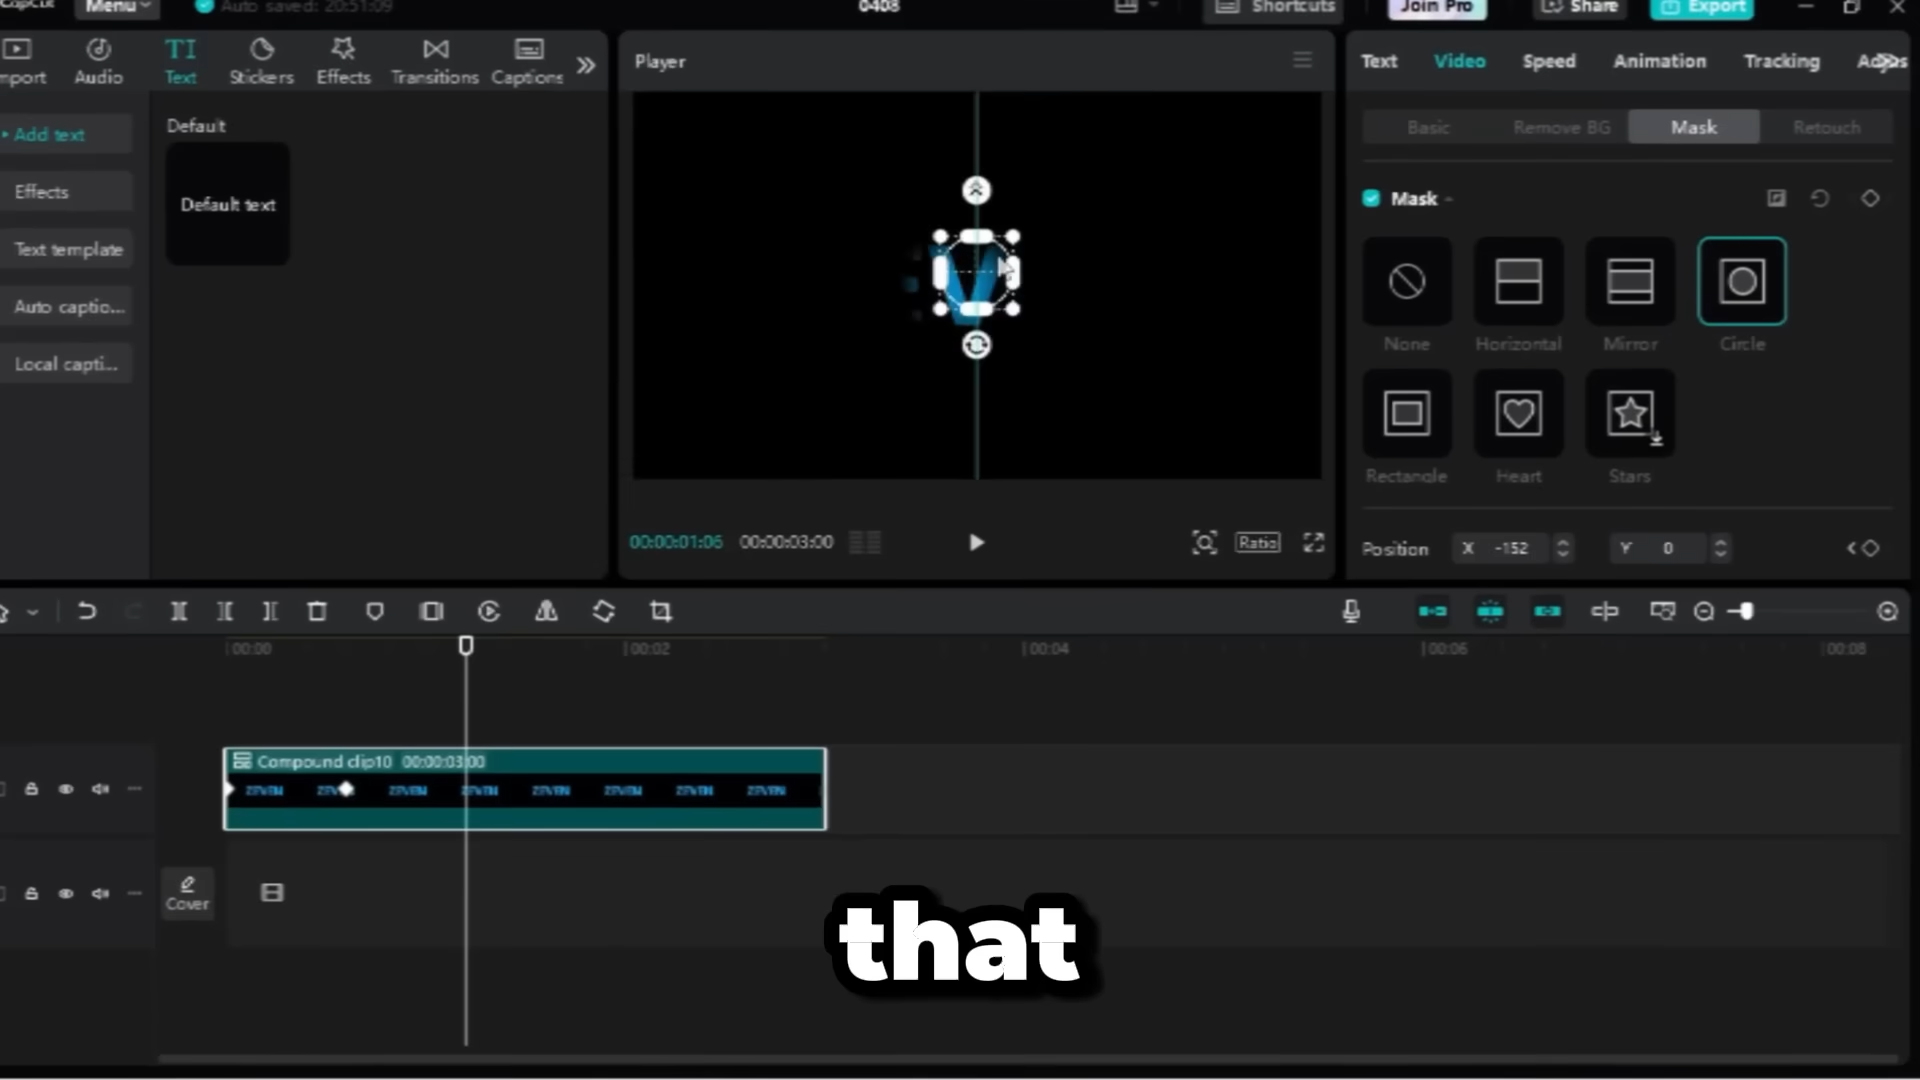 CapCut
Menu
Auto saved: 20:51:09
0408
Shortcuts
Join Pro
Share
Export
mport
Audio
TI
Text
Stickers
Effects
Transitions
Captions
Add text
Effects
Text template
Auto captio...
Local capti...
Default
Default text
Player
V
00:00:01:06
00:00:03:00
Ratio
Text
Video
Speed
Animation
Tracking
Basic
Remove BG
Mask
Retouch
Mask
None
Horizontal
Mirror
Circle
Rectangle
Heart
Stars
Position
X -152
Y 0
00:00
00:02
00:04
00:06
00:08
Compound clip10 00:00:03:00
Cover
that